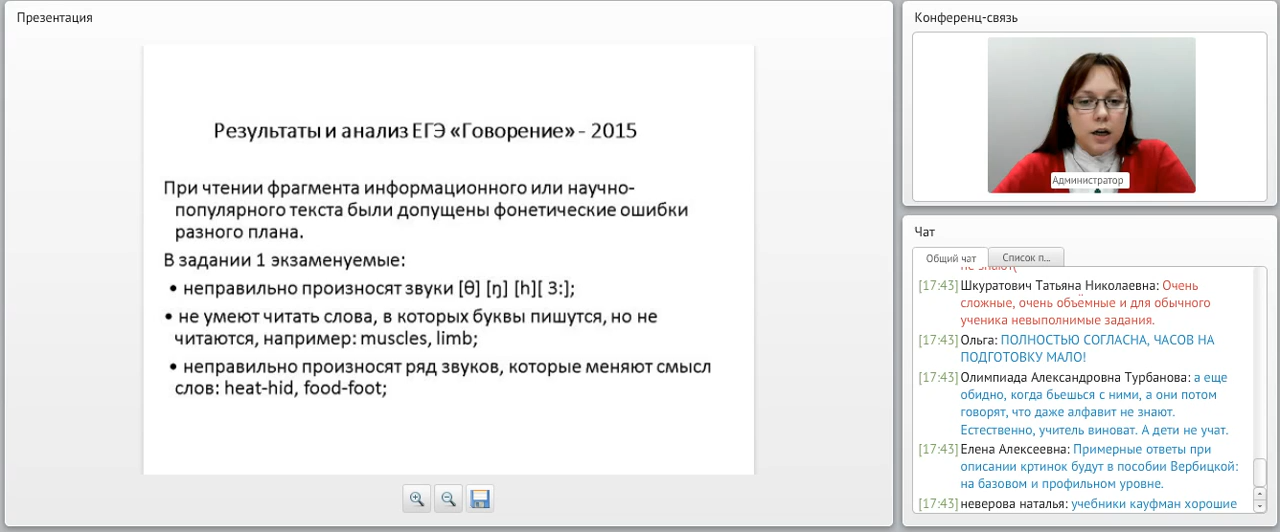 Презентация
Результаты и анализ ЕГЭ «Говорение» - 2015
При чтении фрагмента информационного или научно-
популярного текста были допущены фонетические ошибки
разного плана.
В задании 1 экзаменуемые:
• неправильно произносят звуки [θ] [ŋ] [h][ 3:];
• не умеют читать слова, в которых буквы пишутся, но не
читаются, например: muscles, limb;
• неправильно произносят ряд звуков, которые меняют смысл
слов: heat-hid, food-foot;
Конференц-связь
Администратор
Чат
Общий чат
Список п...
не знают(
[17:43] Шкуратович Татьяна Николаевна: Очень
сложные, очень объёмные и для обычного
ученика невыполнимые задания.
[17:43] Ольга: ПОЛНОСТЬЮ СОГЛАСНА, ЧАСОВ НА
ПОДГОТОВКУ МАЛО!
[17:43] Олимпиада Александровна Турбанова: а еще
обидно, когда бьешься с ними, а они потом
говорят, что даже алфавит не знают.
Естественно, учитель виноват. А дети не учат.
[17:43] Елена Алексеевна: Примерные ответы при
описании кртинок будут в пособии Вербицкой:
на базовом и профильном уровне.
[17:43] неверова наталья: учебники кауфман хорошие